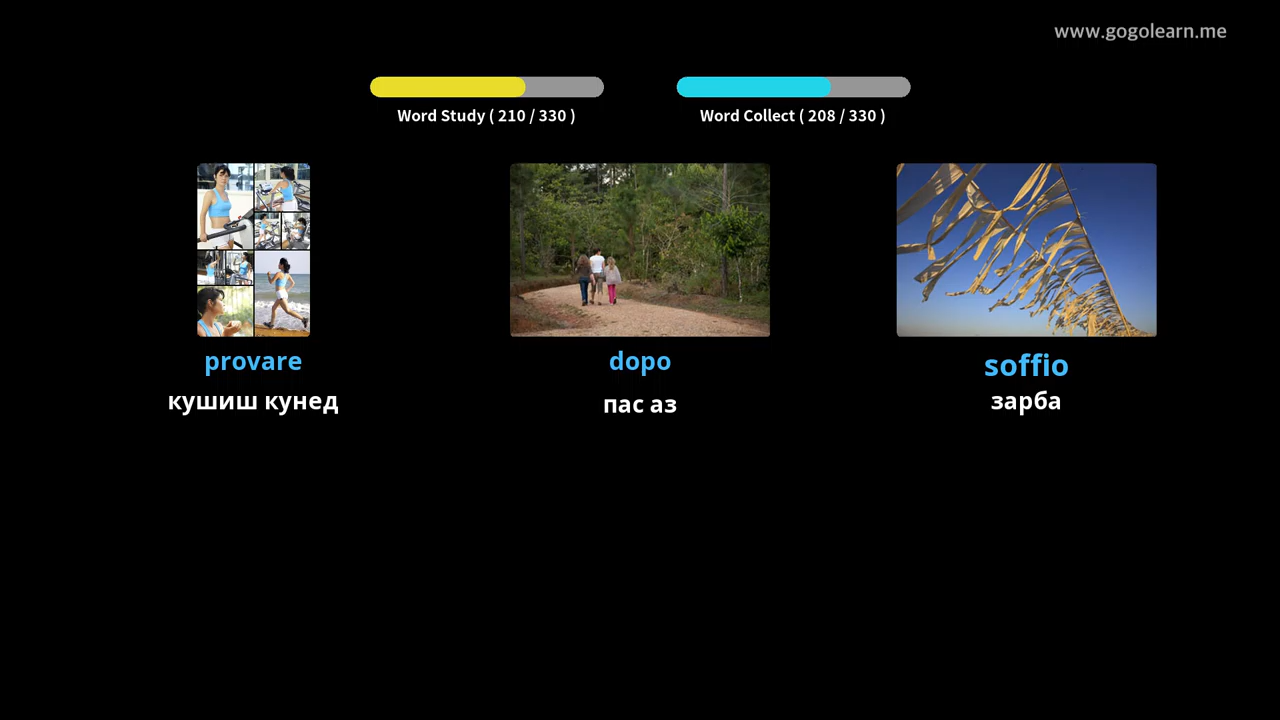 www.gogolearn.me
Word Study ( 210 / 330 )
Word Collect ( 208 / 330 )
provare
кушиш кунед
dopo
пас аз
soffio
зарба